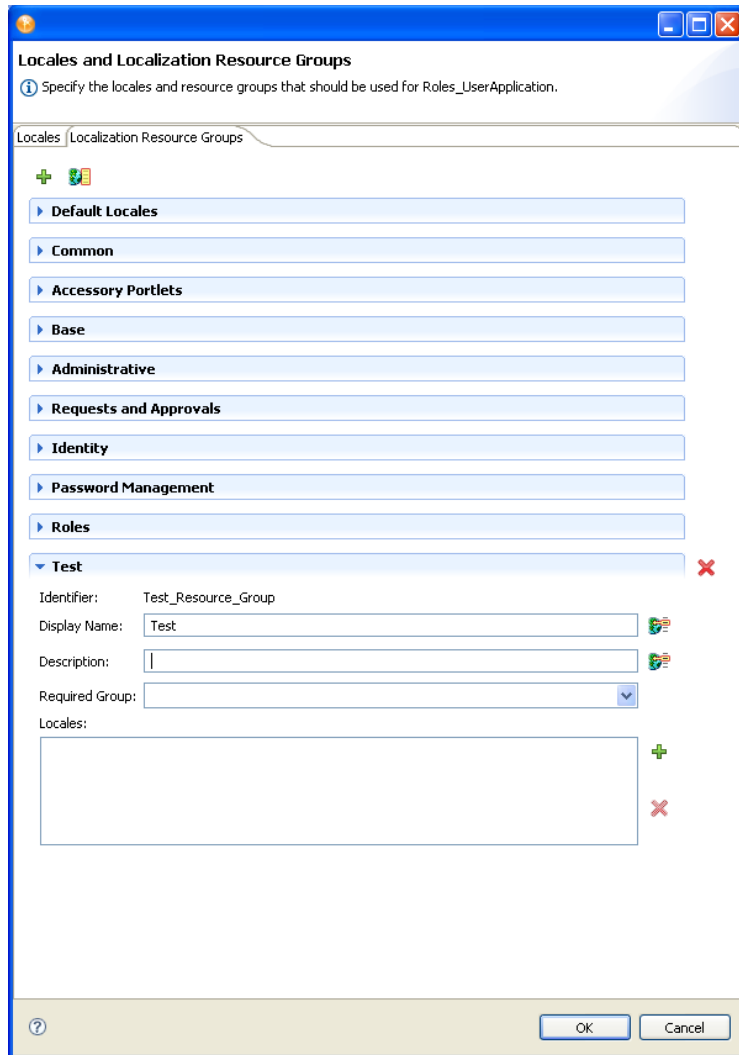 Locales and Localization Resource Groups
Specify the locales and resource groups that should be used for Roles_UserApplication.
Locales Localization Resource Groups
Default Locales
Common
Accessory Portlets
Base
Administrative
Requests and Approvals
Identity
Password Management
Roles
Test
Identifier: Test_Resource_Group
Display Name: Test
Description:
Required Group:
Locales:
OK Cancel